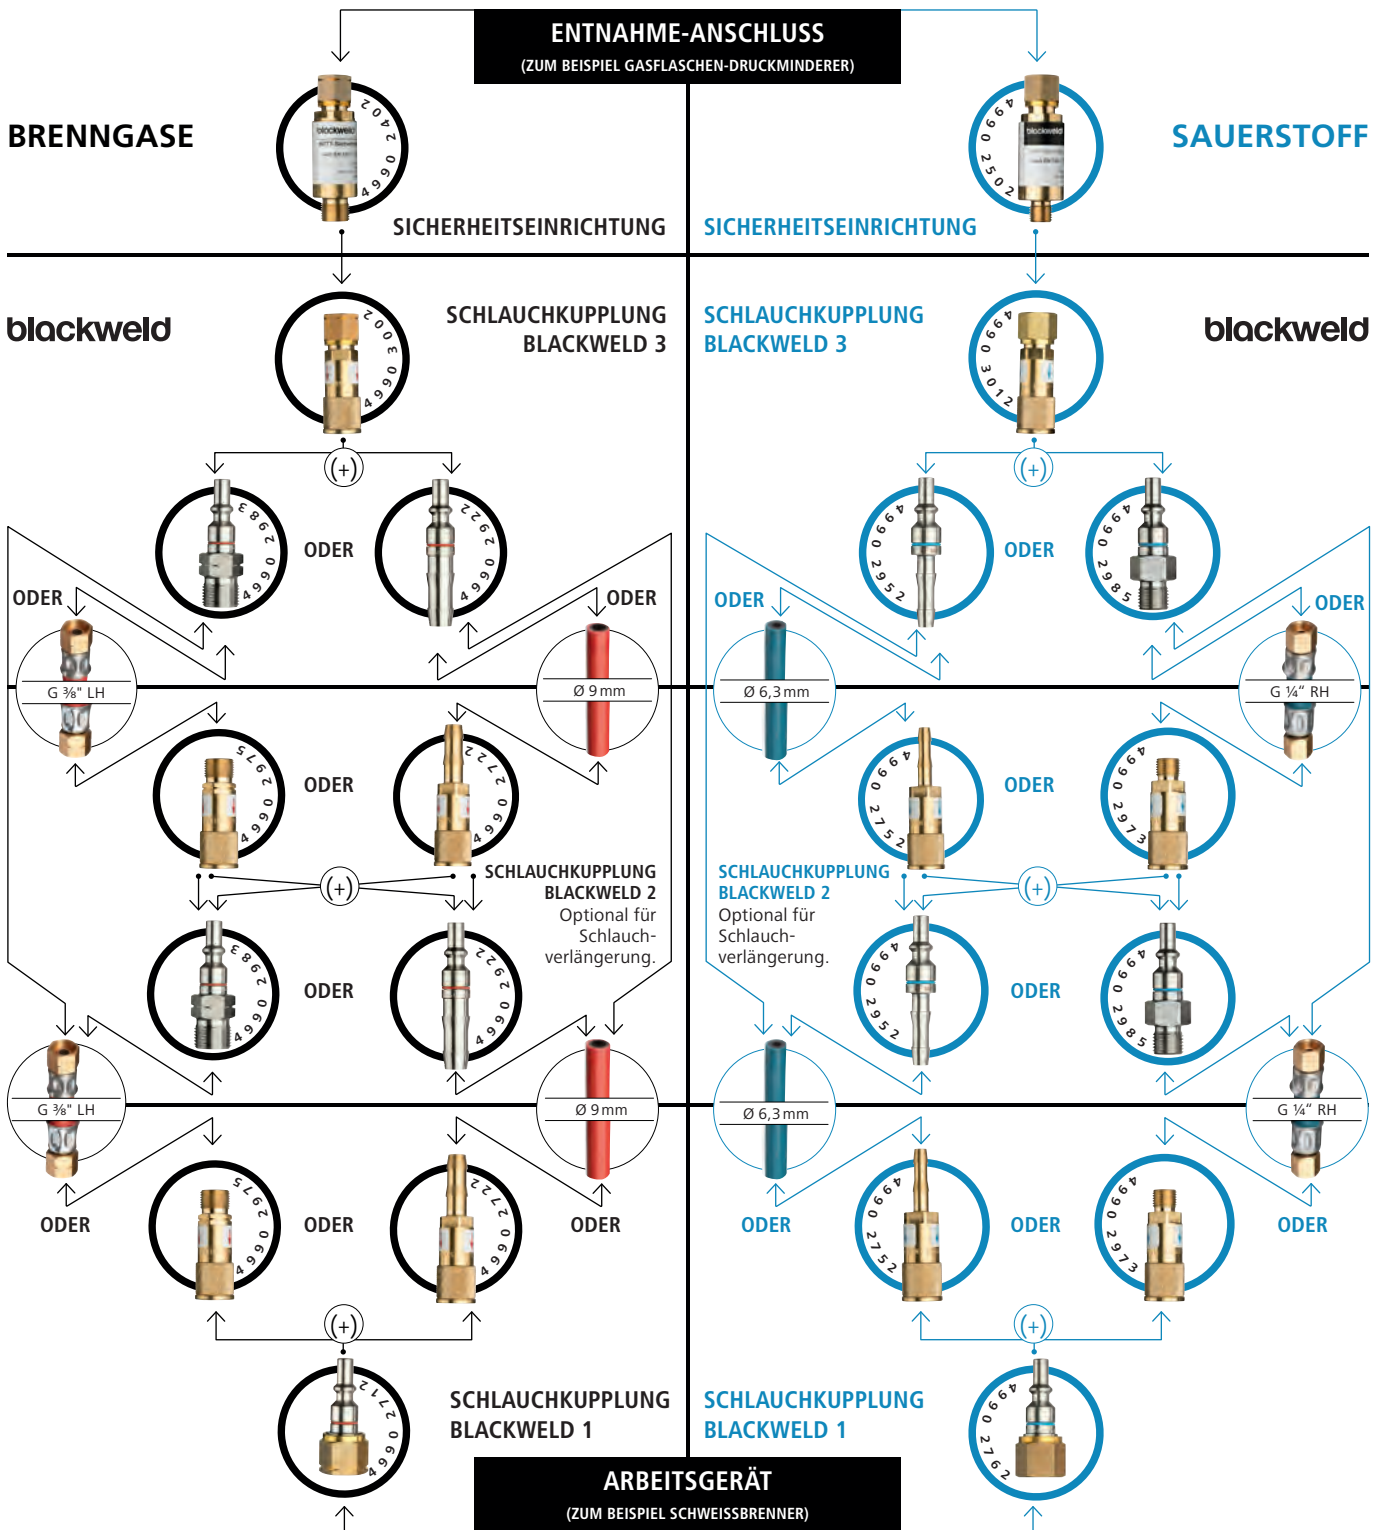 ENTNAHME-ANSCHLUSS
(ZUM BEISPIEL GASFLASCHEN-DRUCKMINDERER)
BRENNGASE
SAUERSTOFF
blackweld
4990 2402
blackweld
4990 2502
SICHERHEITSEINRICHTUNG
SICHERHEITSEINRICHTUNG
blackweld
4990 3002
SCHLAUCHKUPPLUNG
BLACKWELD 3
SCHLAUCHKUPPLUNG
BLACKWELD 3
4990 3012
blackweld
(+)
(+)
4990 2983
ODER
4990 2922
4990 2952
ODER
4990 2985
ODER
ODER
ODER
ODER
G ⅜" LH
Ø 9 mm
Ø 6,3 mm
G ¼“ RH
4990 2975
ODER
4990 2722
4990 2752
ODER
4990 2973
(+)
(+)
SCHLAUCHKUPPLUNG
BLACKWELD 2
Optional für
Schlauch-
verlängerung.
SCHLAUCHKUPPLUNG
BLACKWELD 2
Optional für
Schlauch-
verlängerung.
4990 2983
ODER
4990 2922
4990 2952
ODER
4990 2985
G ⅜" LH
Ø 9 mm
Ø 6,3 mm
G ¼“ RH
4990 2975
4990 2722
4990 2752
4990 2973
ODER
ODER
ODER
ODER
ODER
ODER
(+)
(+)
4990 2712
SCHLAUCHKUPPLUNG
BLACKWELD 1
SCHLAUCHKUPPLUNG
BLACKWELD 1
4990 2762
ARBEITSGERÄT
(ZUM BEISPIEL SCHWEISSBRENNER)